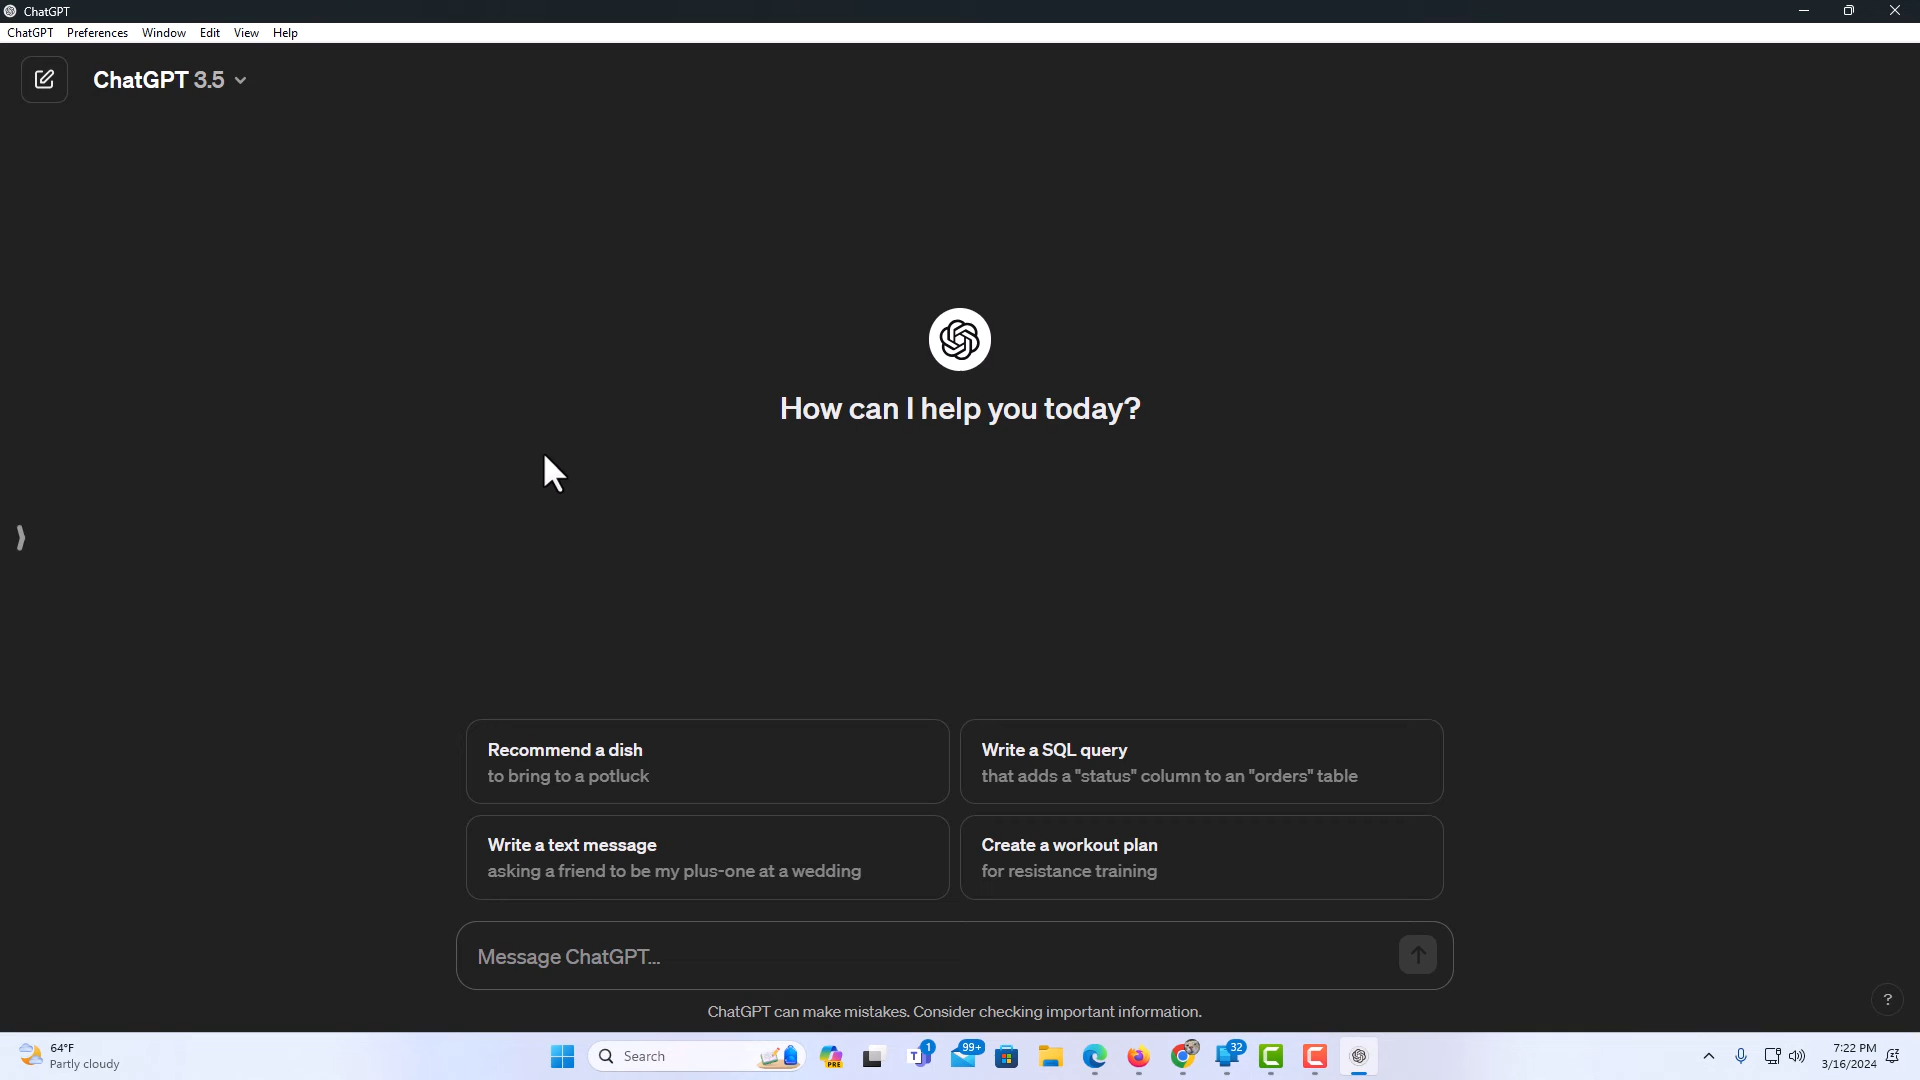 ChatGPT
ChatGPT Preferences Window Edit View Help
ChatGPT 3.5
How can I help you today?
Recommend a dish
to bring to a potluck
Write a SQL query
that adds a "status" column to an "orders" table
Write a text message
asking a friend to be my plus-one at a wedding
Create a workout plan
for resistance training
Message ChatGPT...
ChatGPT can make mistakes. Consider checking important information.
?
64°F
Partly cloudy
Search
PRE
1
99+
32
7:22 PM
3/16/2024